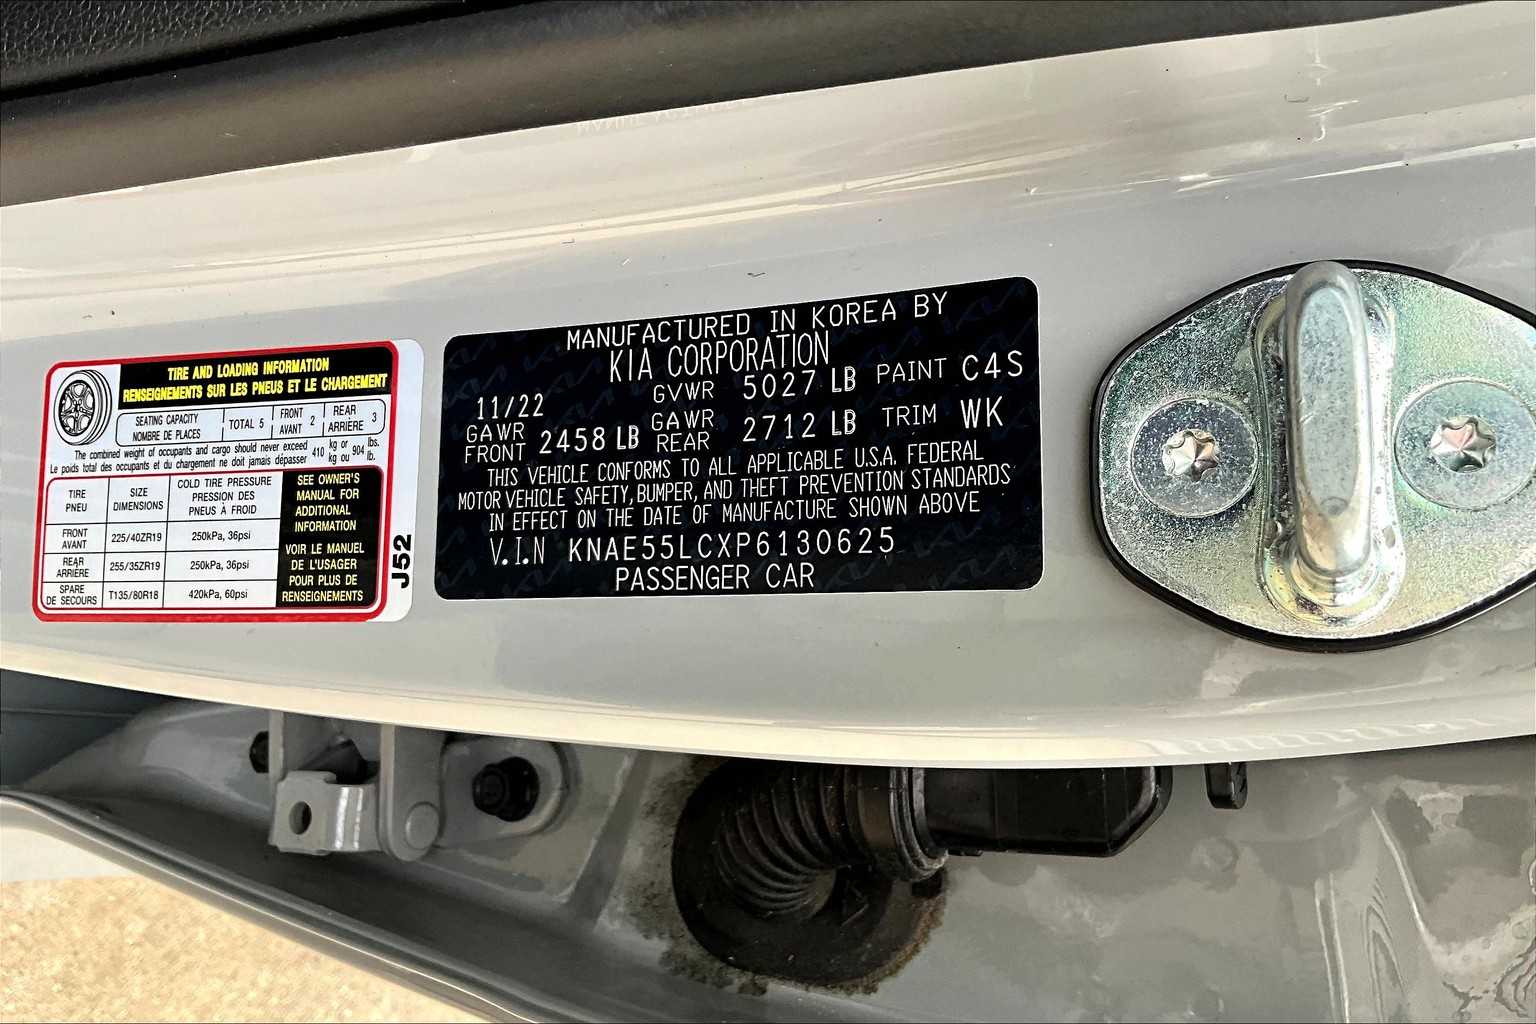 TIRE AND LOADING INFORMATION
RENSEIGNEMENTS SUR LES PNEUS ET LE CHARGEMENT
SEATING CAPACITY
NOMBRE DE PLACES
TOTAL 5
FRONT
AVANT 2
REAR
ARRIÈRE 3
The combined weight of occupants and cargo should never exceed 410 kg or 904 lbs.
Le poids total des occupants et du chargement ne doit jamais dépasser kg ou lb.
TIRE
PNEU
SIZE
DIMENSIONS
COLD TIRE PRESSURE
PRESSION DES
PNEUS À FROID
FRONT
AVANT
225/40ZR19
250kPa, 36psi
REAR
ARRIÈRE
255/35ZR19
250kPa, 36psi
SPARE
DE SECOURS
T135/80R18
420kPa, 60psi
SEE OWNER'S
MANUAL FOR
ADDITIONAL
INFORMATION
VOIR LE MANUEL
DE L'USAGER
POUR PLUS DE
RENSEIGNEMENTS
J52
MANUFACTURED IN KOREA BY
KIA CORPORATION
11/22 GVWR 5027 LB PAINT C4S
GAWR FRONT 2458 LB GAWR REAR 2712 LB TRIM WK
THIS VEHICLE CONFORMS TO ALL APPLICABLE U.S.A. FEDERAL
MOTOR VEHICLE SAFETY, BUMPER, AND THEFT PREVENTION STANDARDS
IN EFFECT ON THE DATE OF MANUFACTURE SHOWN ABOVE
V.I.N KNAE55LCXP6130625
PASSENGER CAR